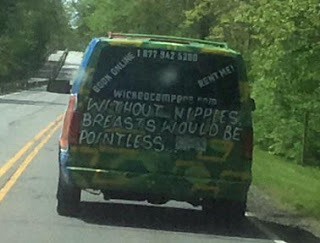 BOOK ONLINE
1 877 942 5280
RENT ME!
WICKEDCAMPERS.COM
WITHOUT NIPPLES,
BREASTS WOULD BE
POINTLESS.